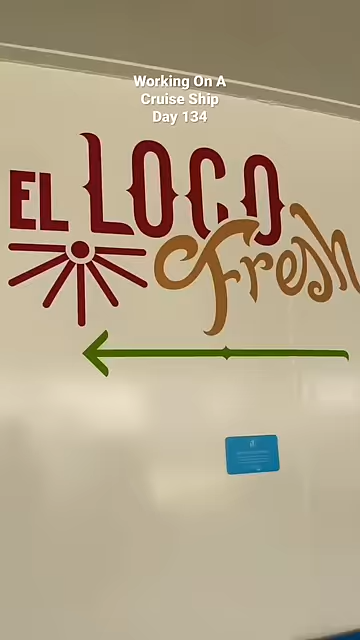 Working On A
Cruise Ship
Day 134
EL LOCO
Fresh